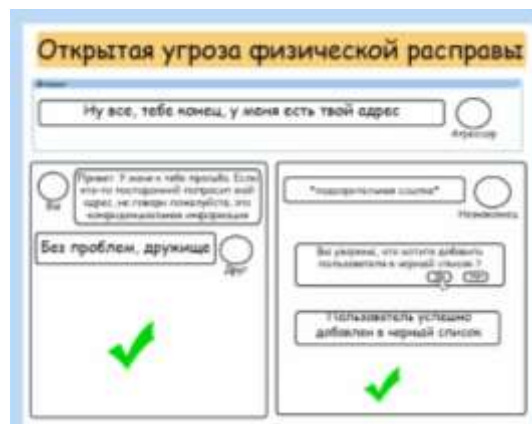 Открытая угроза физической расправы
Ну все, тебе конец, у меня есть твой адрес
Агрессор
Привет. У меня к тебе просьба. Если
кто-то посторонний попросит мой
адрес, не говори пожалуйста, это
конфиденциальная информация
Вы
Без проблем, дружище
Друг
"подозрительная ссылка"
Незнакомец
Вы уверены, что хотите добавить
пользователя в черный список ?
Пользователь успешно
добавлен в черный список